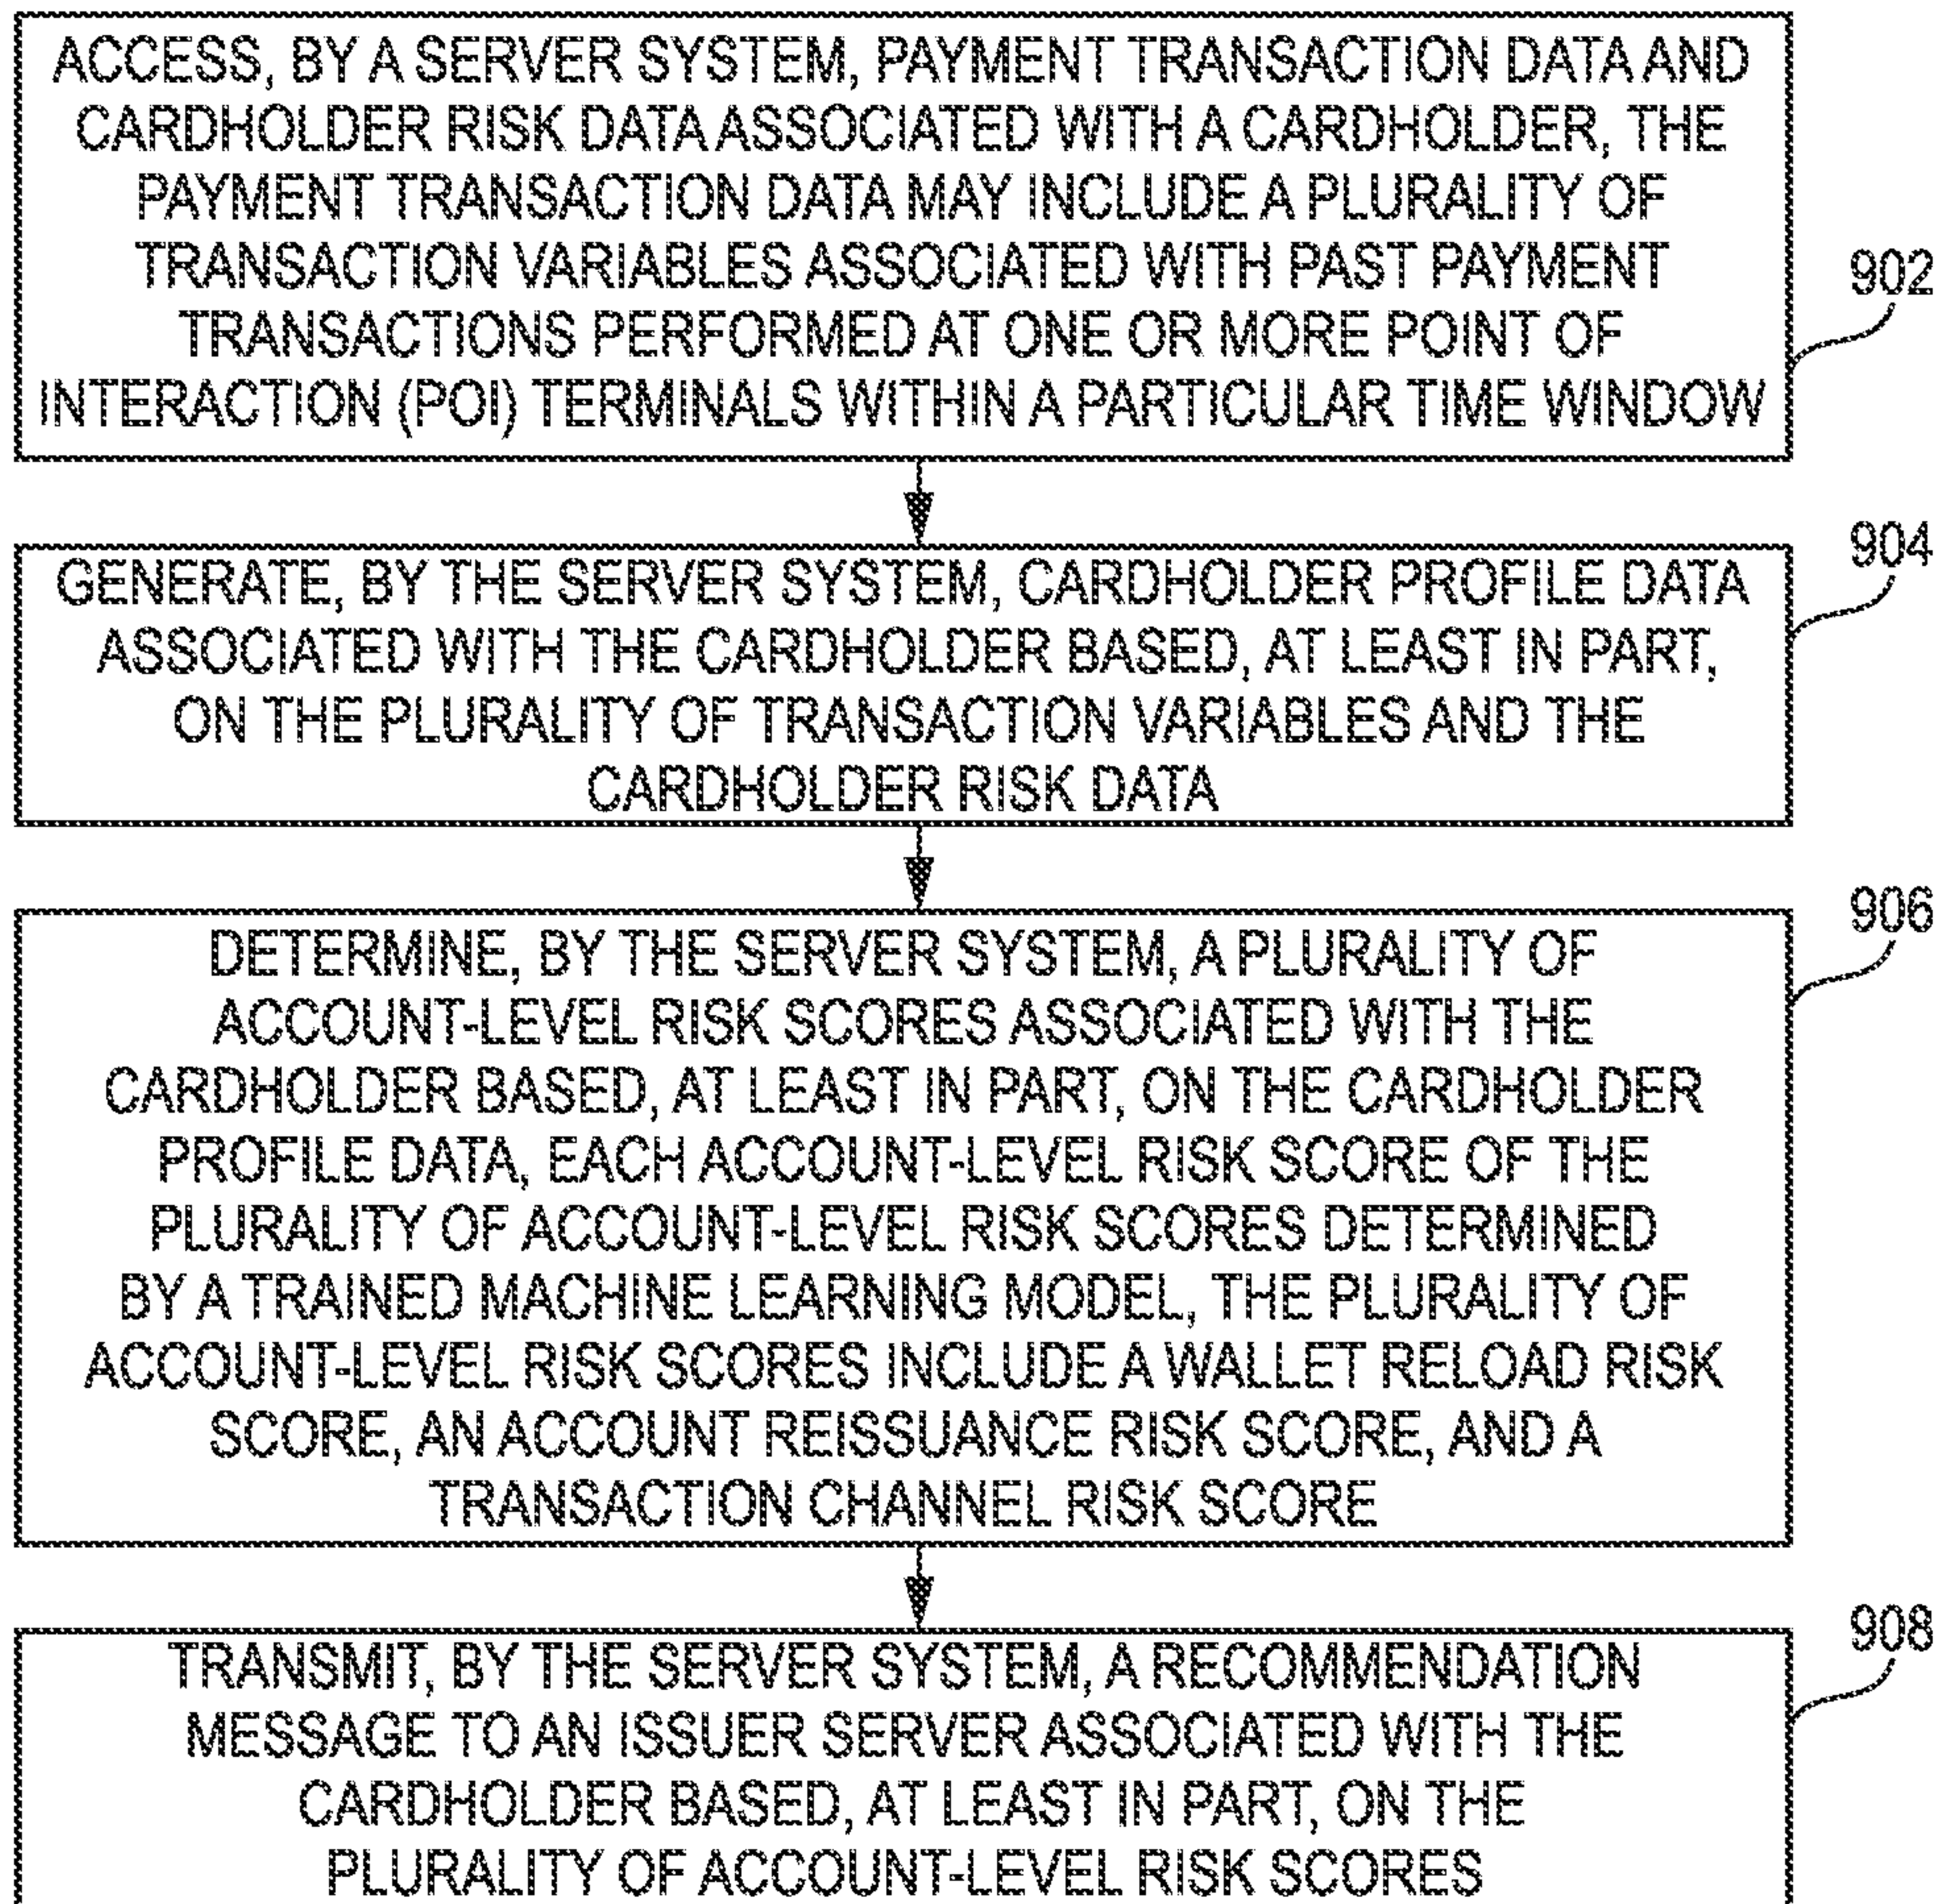 ACCESS, BY A SERVER SYSTEM, PAYMENT TRANSACTION DATA AND
CARDHOLDER RISK DATA ASSOCIATED WITH A CARDHOLDER, THE
PAYMENT TRANSACTION DATA MAY INCLUDE A PLURALITY OF
TRANSACTION VARIABLES ASSOCIATED WITH PAST PAYMENT
TRANSACTIONS PERFORMED AT ONE OR MORE POINT OF
INTERACTION (POI) TERMINALS WITHIN A PARTICULAR TIME WINDOW
902
GENERATE, BY THE SERVER SYSTEM, CARDHOLDER PROFILE DATA
ASSOCIATED WITH THE CARDHOLDER BASED, AT LEAST IN PART,
ON THE PLURALITY OF TRANSACTION VARIABLES AND THE
CARDHOLDER RISK DATA
904
DETERMINE, BY THE SERVER SYSTEM, A PLURALITY OF
ACCOUNT-LEVEL RISK SCORES ASSOCIATED WITH THE
CARDHOLDER BASED, AT LEAST IN PART, ON THE CARDHOLDER
PROFILE DATA, EACH ACCOUNT-LEVEL RISK SCORE OF THE
PLURALITY OF ACCOUNT-LEVEL RISK SCORES DETERMINED
BY A TRAINED MACHINE LEARNING MODEL, THE PLURALITY OF
ACCOUNT-LEVEL RISK SCORES INCLUDE A WALLET RELOAD RISK
SCORE, AN ACCOUNT REISSUANCE RISK SCORE, AND A
TRANSACTION CHANNEL RISK SCORE
906
TRANSMIT, BY THE SERVER SYSTEM, A RECOMMENDATION
MESSAGE TO AN ISSUER SERVER ASSOCIATED WITH THE
CARDHOLDER BASED, AT LEAST IN PART, ON THE
PLURALITY OF ACCOUNT-LEVEL RISK SCORES
908